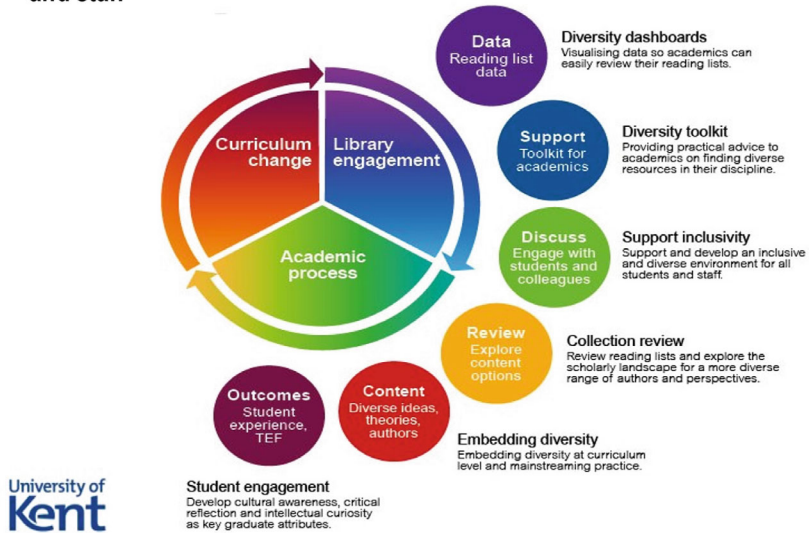 and staff
Curriculum
change
Library
engagement
Academic
process
Data
Reading list
data
Diversity dashboards
Visualising data so academics can
easily review their reading lists.
Support
Toolkit for
academics
Diversity toolkit
Providing practical advice to
academics on finding diverse
resources in their discipline.
Discuss
Engage with
students and
colleagues
Support inclusivity
Support and develop an inclusive
and diverse environment for all
students and staff.
Review
Explore
content
options
Collection review
Review reading lists and explore the
scholarly landscape for a more diverse
range of authors and perspectives.
Content
Diverse ideas,
theories,
authors
Embedding diversity
Embedding diversity at curriculum
level and mainstreaming practice.
Outcomes
Student
experience,
TEF
Student engagement
Develop cultural awareness, critical
reflection and intellectual curiosity
as key graduate attributes.
University of
Kent